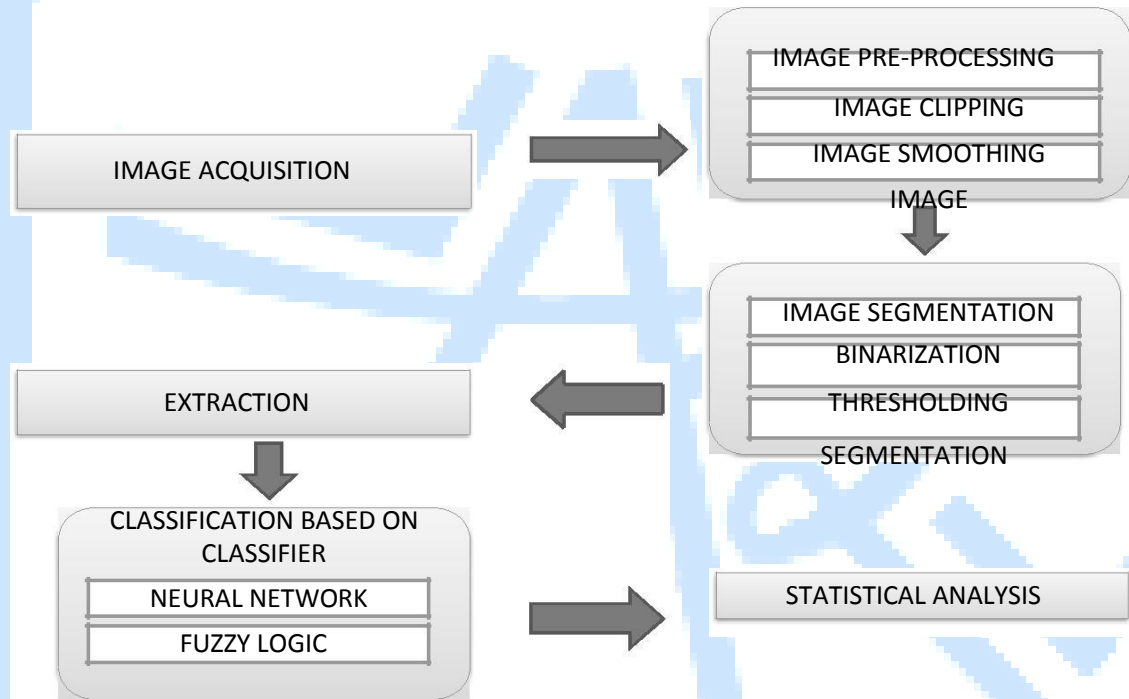 IMAGE ACQUISITION
IMAGE PRE-PROCESSING
IMAGE CLIPPING
IMAGE SMOOTHING
IMAGE
IMAGE SEGMENTATION
BINARIZATION
THRESHOLDING
SEGMENTATION
EXTRACTION
CLASSIFICATION BASED ON
CLASSIFIER
NEURAL NETWORK
FUZZY LOGIC
STATISTICAL ANALYSIS